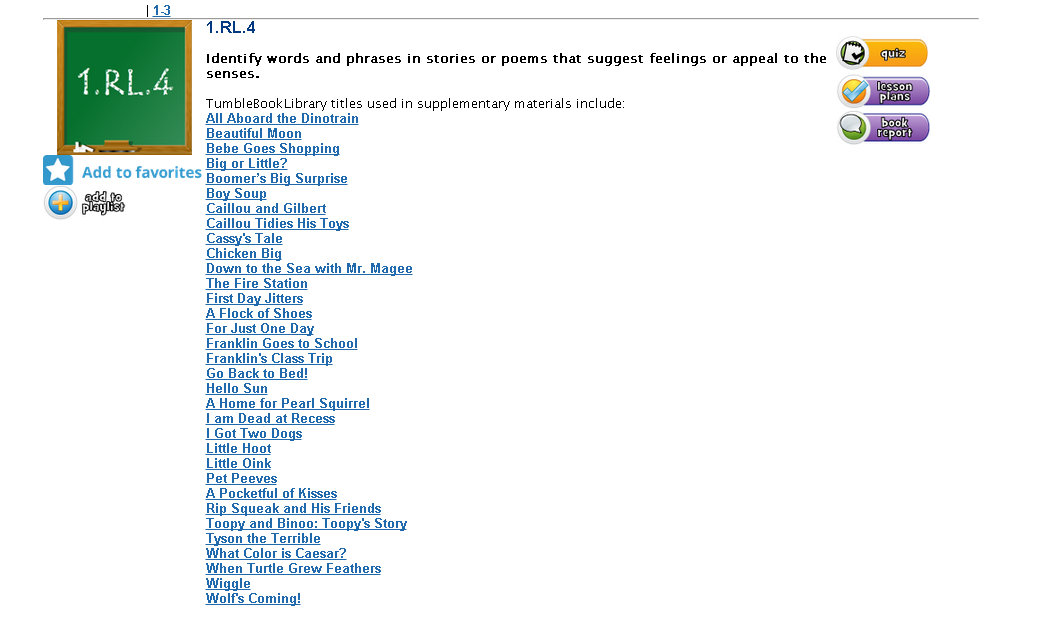 | 1-3
1.RL.4
1.RL.4
Identify words and phrases in stories or poems that suggest feelings or appeal to the
senses.
TumbleBookLibrary titles used in supplementary materials include:
All Aboard the Dinotrain
Beautiful Moon
Bebe Goes Shopping
Big or Little?
Boomer's Big Surprise
Boy Soup
Caillou and Gilbert
Caillou Tidies His Toys
Cassy's Tale
Chicken Big
Down to the Sea with Mr. Magee
The Fire Station
First Day Jitters
A Flock of Shoes
For Just One Day
Franklin Goes to School
Franklin's Class Trip
Go Back to Bed!
Hello Sun
A Home for Pearl Squirrel
I am Dead at Recess
I Got Two Dogs
Little Hoot
Little Oink
Pet Peeves
A Pocketful of Kisses
Rip Squeak and His Friends
Toopy and Binoo: Toopy's Story
Tyson the Terrible
What Color is Caesar?
When Turtle Grew Feathers
Wiggle
Wolf's Coming!
Add to favorites
add to
playlist
quiz
lesson
plans
book
report